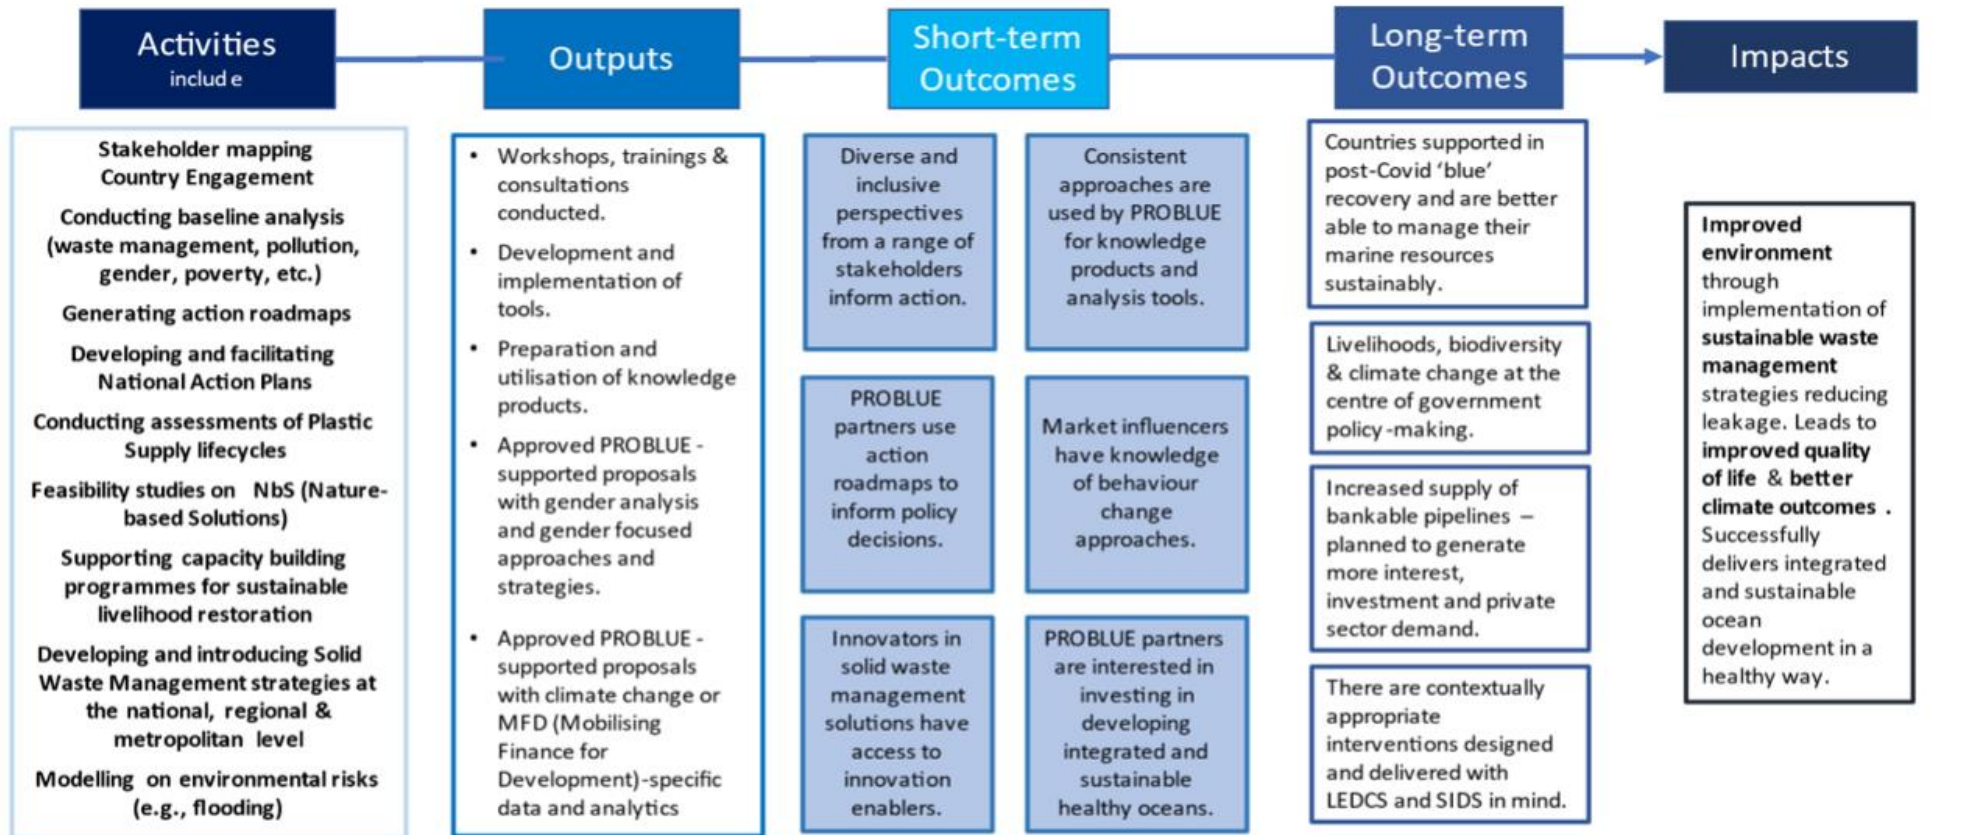 Activities
include
Outputs
Short-term
Outcomes
Long-term
Outcomes
Impacts
Stakeholder mapping
Country Engagement
Conducting baseline analysis
(waste management, pollution,
gender, poverty, etc.)
Generating action roadmaps
Developing and facilitating
National Action Plans
Conducting assessments of Plastic
Supply lifecycles
Feasibility studies on NbS (Nature-
based Solutions)
Supporting capacity building
programmes for sustainable
livelihood restoration
Developing and introducing Solid
Waste Management strategies at
the national, regional &
metropolitan level
Modelling on environmental risks
(e.g., flooding)
• Workshops, trainings &
consultations
conducted.
• Development and
implementation of
tools.
• Preparation and
utilisation of knowledge
products.
• Approved PROBLUE -
supported proposals
with gender analysis
and gender focused
approaches and
strategies.
• Approved PROBLUE -
supported proposals
with climate change or
MFD (Mobilising
Finance for
Development)-specific
data and analytics
Diverse and
inclusive
perspectives
from a range of
stakeholders
inform action.
Consistent
approaches are
used by PROBLUE
for knowledge
products and
analysis tools.
PROBLUE
partners use
action
roadmaps to
inform policy
decisions.
Market influencers
have knowledge
of behaviour
change
approaches.
Innovators in
solid waste
management
solutions have
access to
innovation
enablers.
PROBLUE partners
are interested in
investing in
developing
integrated and
sustainable
healthy oceans.
Countries supported in
post-Covid ‘blue’
recovery and are better
able to manage their
marine resources
sustainably.
Livelihoods, biodiversity
& climate change at the
centre of government
policy -making.
Increased supply of
bankable pipelines –
planned to generate
more interest,
investment and private
sector demand.
There are contextually
appropriate
interventions designed
and delivered with
LEDCS and SIDS in mind.
Improved
environment
through
implementation of
sustainable waste
management
strategies reducing
leakage. Leads to
improved quality
of life & better
climate outcomes .
Successfully
delivers integrated
and sustainable
ocean
development in a
healthy way.